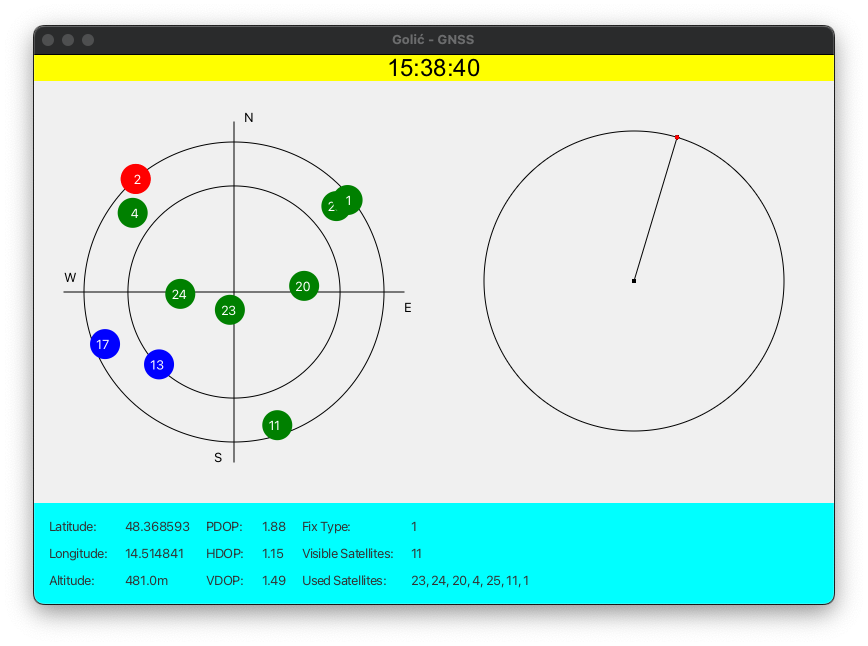 Golić - GNSS
15:38:40
N
2
1
4
W
24
20
23
E
17
13
11
S
Latitude: 48.368593 PDOP: 1.88 Fix Type: 1
Longitude: 14.514841 HDOP: 1.15 Visible Satellites: 11
Altitude: 481.0m VDOP: 1.49 Used Satellites: 23, 24, 20, 4, 25, 11, 1